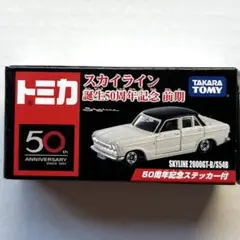 トミカ
スカイライン
誕生50周年記念 前期
TAKARA
TOMY
50th
ANNIVERSARY
SINCE 1957
SKYLINE 2000GT-B/S54B
50周年記念ステッカー付